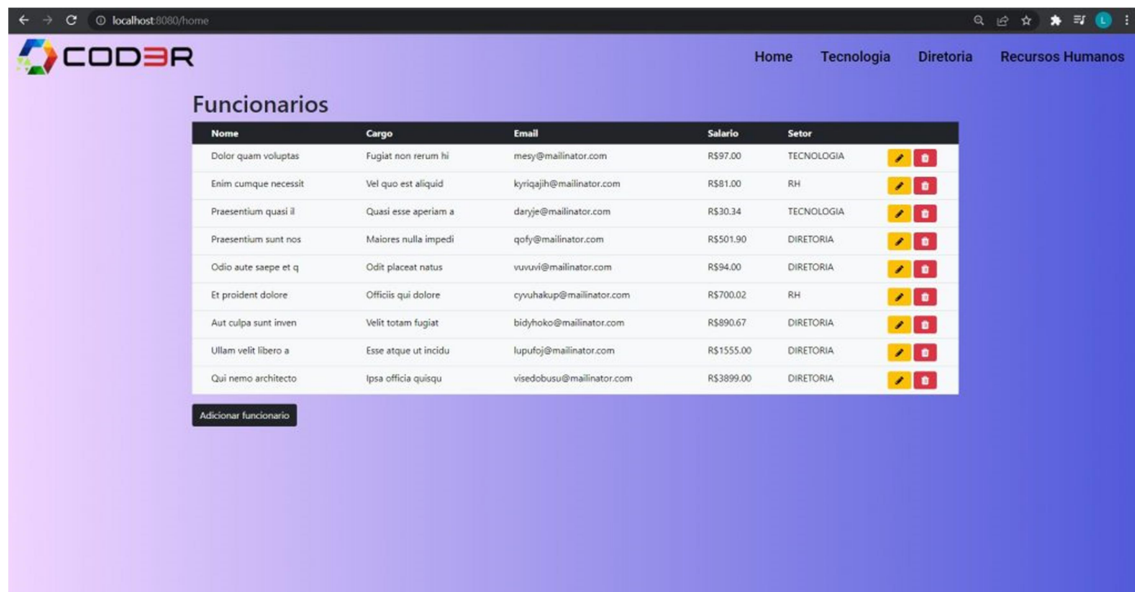 localhost:8080/home
L
COD3R
Home Tecnologia Diretoria Recursos Humanos
Funcionarios
Nome Cargo Email Salario Setor
Dolor quam voluptas Fugiat non rerum hi mesy@mailinator.com R$97.00 TECNOLOGIA
Enim cumque necessit Vel quo est aliquid kyriqajih@mailinator.com R$81.00 RH
Praesentium quasi il Quasi esse aperiam a daryje@mailinator.com R$30.34 TECNOLOGIA
Praesentium sunt nos Maiores nulla impedi qofy@mailinator.com R$501.90 DIRETORIA
Odio aute saepe et q Odit placeat natus vuvuvi@mailinator.com R$94.00 DIRETORIA
Et proident dolore Officiis qui dolore cyvuhakup@mailinator.com R$700.02 RH
Aut culpa sunt inven Velit totam fugiat bidyhoko@mailinator.com R$890.67 DIRETORIA
Ullam velit libero a Esse atque ut incidu lupufoj@mailinator.com R$1555.00 DIRETORIA
Qui nemo architecto Ipsa officia quisqu visedobusu@mailinator.com R$3899.00 DIRETORIA
Adicionar funcionario